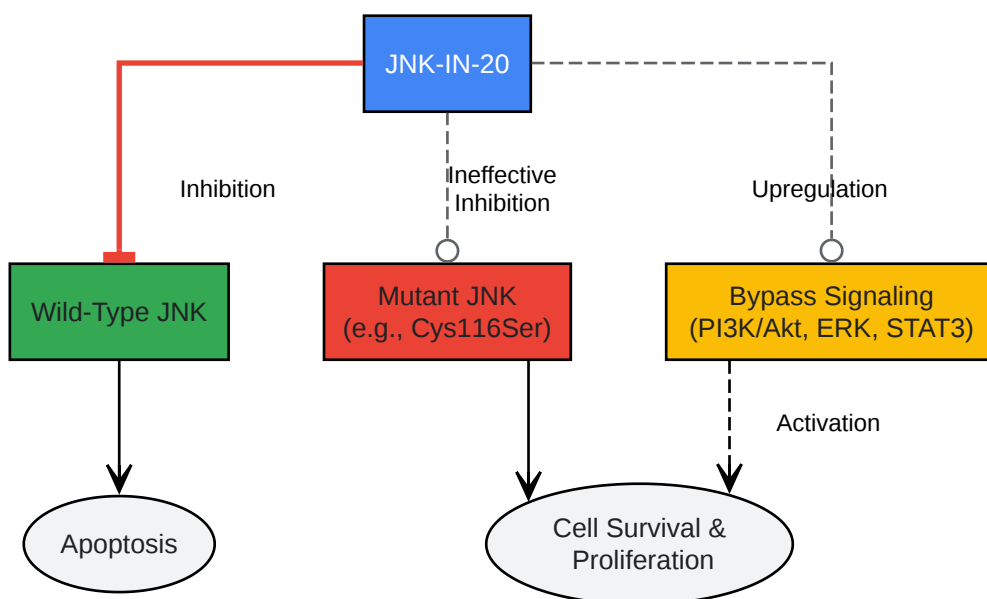 JNK-IN-20
Inhibition
Ineffective
Inhibition
Upregulation
Wild-Type JNK
Mutant JNK
(e.g., Cys116Ser)
Bypass Signaling
(PI3K/Akt, ERK, STAT3)
Activation
Apoptosis
Cell Survival &
Proliferation